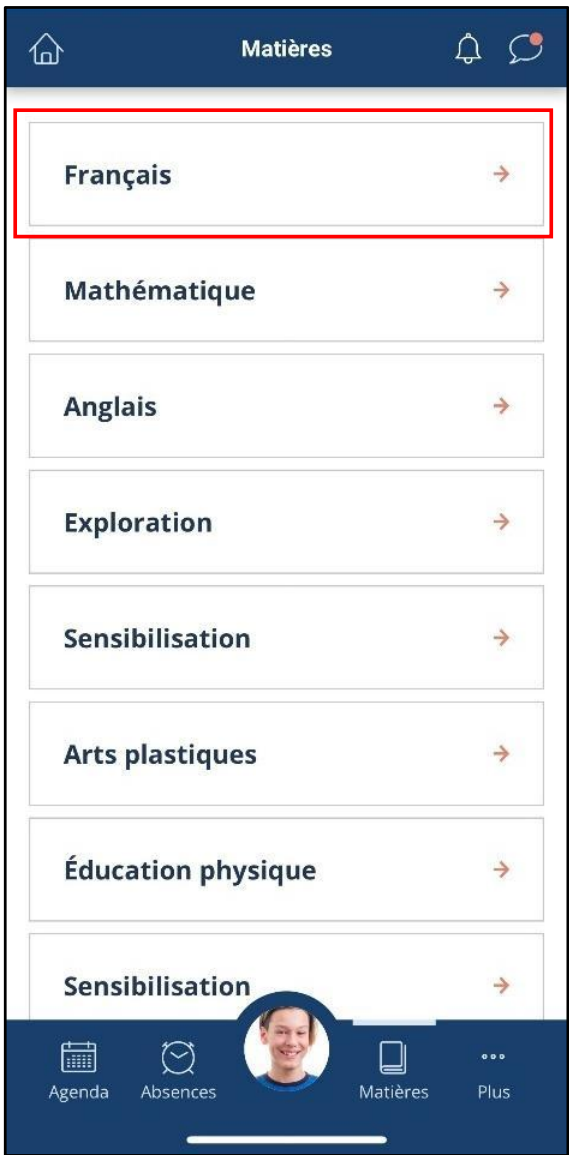 Matières
Français
Mathématique
Anglais
Exploration
Sensibilisation
Arts plastiques
Éducation physique
Sensibilisation
Agenda Absences Matières Plus